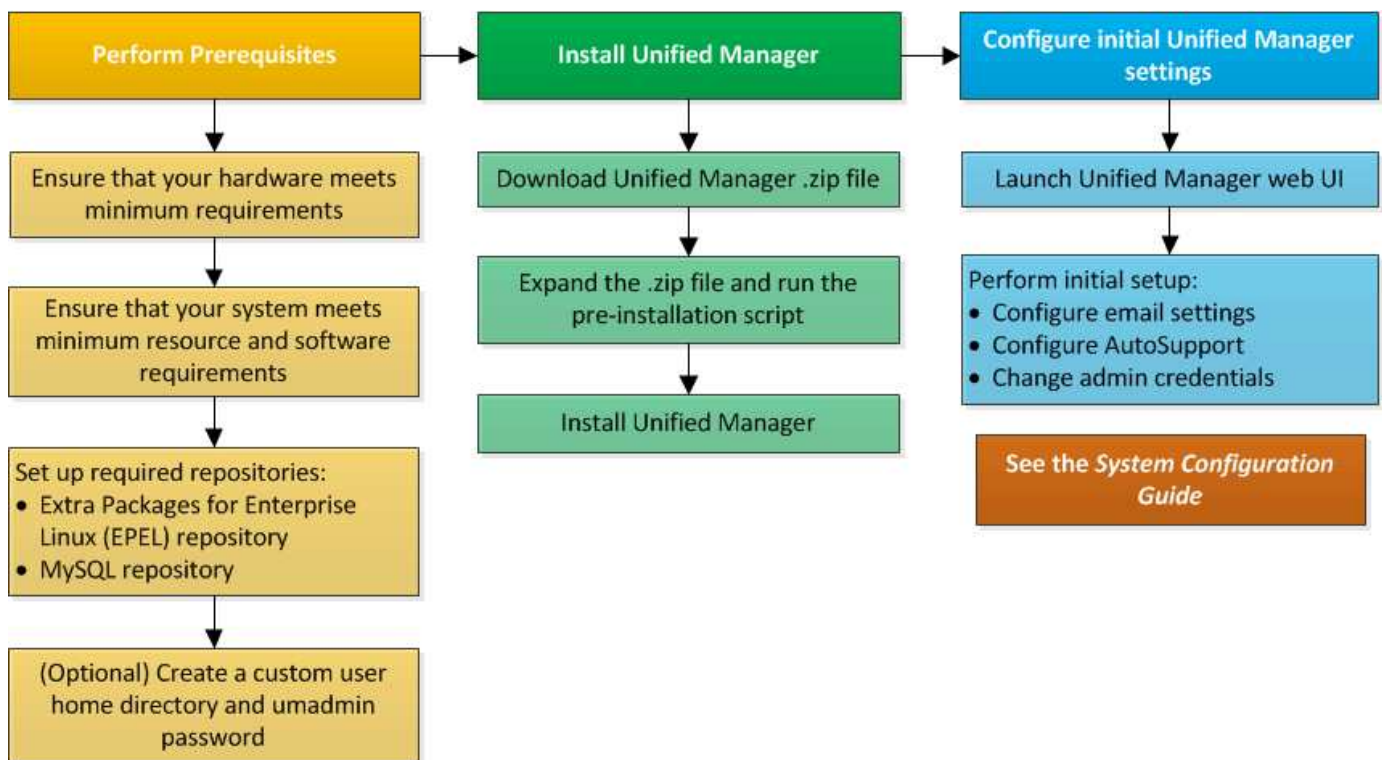 Perform Prerequisites
Ensure that your hardware meets
minimum requirements
Ensure that your system meets
minimum resource and software
requirements
Set up required repositories:
• Extra Packages for Enterprise
Linux (EPEL) repository
• MySQL repository
(Optional) Create a custom user
home directory and umadmin
password
Install Unified Manager
Download Unified Manager .zip file
Expand the .zip file and run the
pre-installation script
Install Unified Manager
Configure initial Unified Manager
settings
Launch Unified Manager web UI
Perform initial setup:
• Configure email settings
• Configure AutoSupport
• Change admin credentials
See the System Configuration
Guide